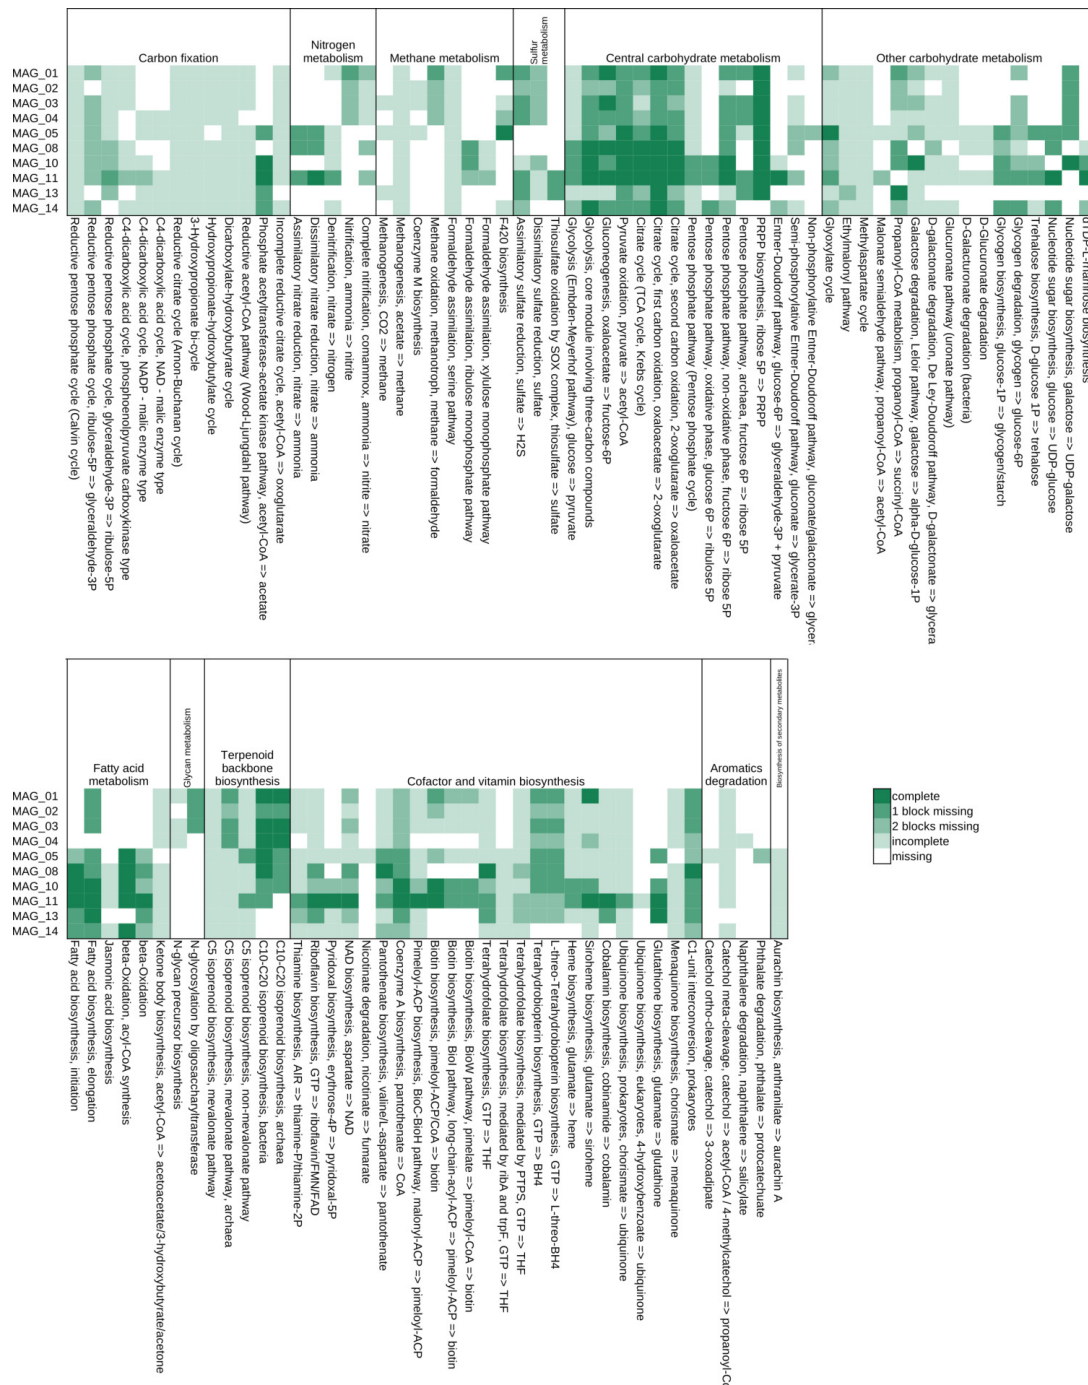 Carbon fixation
Nitrogen
metabolism
Methane metabolism
Sulfur
metabolism
Central carbohydrate metabolism
Other carbohydrate metabolism
MAG_01
MAG_02
MAG_03
MAG_04
MAG_05
MAG_08
MAG_10
MAG_11
MAG_13
MAG_14
Reductive pentose phosphate cycle (Calvin cycle)
Reductive pentose phosphate cycle, ribulose-5P => glyceraldehyde-3P
Reductive pentose phosphate cycle, glyceraldehyde-3P => ribulose-5P
C4-dicarboxylic acid cycle, phosphoenolpyruvate carboxykinase type
C4-dicarboxylic acid cycle, NADP - malic enzyme type
C4-dicarboxylic acid cycle, NAD - malic enzyme type
Reductive citrate cycle (Arnon-Buchanan cycle)
3-Hydroxypropionate bi-cycle
Hydroxypropionate-hydroxybutylate cycle
Dicarboxylate-hydroxybutyrate cycle
Reductive acetyl-CoA pathway (Wood-Ljungdahl pathway)
Phosphate acetyltransferase-acetate kinase pathway, acetyl-CoA => acetate
Incomplete reductive citrate cycle, acetyl-CoA => oxoglutarate
Assimilatory nitrate reduction, nitrate => ammonia
Dissimilatory nitrate reduction, nitrate => ammonia
Denitrification, nitrate => nitrogen
Nitrification, ammonia => nitrite
Complete nitrification, comammox, ammonia => nitrite => nitrate
Methanogenesis, CO2 => methane
Methanogenesis, acetate => methane
Coenzyme M biosynthesis
Methane oxidation, methanotroph, methane => formaldehyde
Formaldehyde assimilation, serine pathway
Formaldehyde assimilation, ribulose monophosphate pathway
Formaldehyde assimilation, xylulose monophosphate pathway
F420 biosynthesis
Assimilatory sulfate reduction, sulfate => H2S
Dissimilatory sulfate reduction, sulfate
Thiosulfate oxidation by SOX complex, thiosulfate => sulfate
Glycolysis (Embden-Meyerhof pathway), glucose => pyruvate
Glycolysis, core module involving three-carbon compounds
Gluconeogenesis, oxaloacetate => fructose-6P
Pyruvate oxidation, pyruvate => acetyl-CoA
Citrate cycle (TCA cycle, Krebs cycle)
Citrate cycle, first carbon oxidation, oxaloacetate => 2-oxoglutarate
Citrate cycle, second carbon oxidation, 2-oxoglutarate => oxaloacetate
Pentose phosphate pathway (Pentose phosphate cycle)
Pentose phosphate pathway, oxidative phase, glucose 6P => ribulose 5P
Pentose phosphate pathway, non-oxidative phase, fructose 6P => ribose 5P
Pentose phosphate pathway, archaea, fructose 6P => ribose 5P
PRPP biosynthesis, ribose 5P => PRPP
Entner-Doudoroff pathway, glucose-6P => glyceraldehyde-3P + pyruvate
Semi-phosphorylative Entner-Doudoroff pathway, gluconate => glycerate-3P
Non-phosphorylative Entner-Doudoroff pathway, gluconate/galactonate => glycer
Glyoxylate cycle
Ethylmalonyl pathway
Methylaspartate cycle
Malonate semialdehyde pathway, propanoyl-CoA => acetyl-CoA
Propanoyl-CoA metabolism, propanoyl-CoA => succinyl-CoA
Galactose degradation, Leloir pathway, galactose => alpha-D-glucose-1P
D-galactonate degradation, De Ley-Doudoroff pathway, D-galactonate => glycera
Glucuronate pathway (uronate pathway)
D-Galacturonate degradation (bacteria)
D-Glucuronate degradation
Glycogen biosynthesis, glucose-1P => glycogen/starch
Glycogen degradation, glycogen => glucose-6P
Trehalose biosynthesis, D-glucose 1P => trehalose
Nucleotide sugar biosynthesis, glucose => UDP-glucose
Nucleotide sugar biosynthesis, galactose => UDP-galactose
dTDP-L-rhamnose biosynthesis
Fatty acid
metabolism
Glycan metabolism
Terpenoid
backbone
biosynthesis
Cofactor and vitamin biosynthesis
Aromatics
degradation
Biosynthesis of secondary metabolites
MAG_01
MAG_02
MAG_03
MAG_04
MAG_05
MAG_08
MAG_10
MAG_11
MAG_13
MAG_14
complete
1 block missing
2 blocks missing
incomplete
missing
Fatty acid biosynthesis, initiation
Fatty acid biosynthesis, elongation
Jasmonic acid biosynthesis
beta-Oxidation, acyl-CoA synthesis
beta-Oxidation
Ketone body biosynthesis, acetyl-CoA => acetoacetate/3-hydroxybutyrate/acetone
N-glycan precursor biosynthesis
N-glycosylation by oligosaccharyltransferase
C5 isoprenoid biosynthesis, mevalonate pathway
C5 isoprenoid biosynthesis, mevalonate pathway, archaea
C5 isoprenoid biosynthesis, non-mevalonate pathway
C10-C20 isoprenoid biosynthesis, bacteria
C10-C20 isoprenoid biosynthesis, archaea
Thiamine biosynthesis, AIR => thiamine-P/thiamine-2P
Riboflavin biosynthesis, GTP => riboflavin/FMN/FAD
Pyridoxal biosynthesis, erythrose-4P => pyridoxal-5P
NAD biosynthesis, aspartate => NAD
Nicotinate degradation, nicotinate => fumarate
Pantothenate biosynthesis, valine/L-aspartate => pantothenate
Coenzyme A biosynthesis, pantothenate => CoA
Pimeloyl-ACP biosynthesis, BioC-BioH pathway, malonyl-ACP => pimeloyl-ACP
Biotin biosynthesis, pimeloyl-ACP/CoA => biotin
Biotin biosynthesis, BioI pathway, long-chain-acyl-ACP => pimeloyl-ACP => biotin
Biotin biosynthesis, BioW pathway, pimelate => pimeloyl-CoA => biotin
Tetrahydrofolate biosynthesis, GTP => THF
Tetrahydrofolate biosynthesis, mediated by ribA and trpF, GTP => THF
Tetrahydrofolate biosynthesis, mediated by PTPS, GTP => THF
Tetrahydrobiopterin biosynthesis, GTP => BH4
L-threo-Tetrahydrobiopterin biosynthesis, GTP => L-threo-BH4
Heme biosynthesis, glutamate => heme
Siroheme biosynthesis, glutamate => siroheme
Cobalamin biosynthesis, cobinamide => cobalamin
Ubiquinone biosynthesis, prokaryotes, chorismate => ubiquinone
Ubiquinone biosynthesis, eukaryotes, 4-hydroxybenzoate => ubiquinone
Glutathione biosynthesis, glutamate => glutathione
Menaquinone biosynthesis, chorismate => menaquinone
C1-unit interconversion, prokaryotes
Catechol ortho-cleavage, catechol => 3-oxoadipate
Catechol meta-cleavage, catechol => acetyl-CoA / 4-methylcatechol => propanoyl-Co
Naphthalene degradation, naphthalene => salicylate
Phthalate degradation, phthalate => protocatechuate
Aurachin biosynthesis, anthranilate => aurachin A